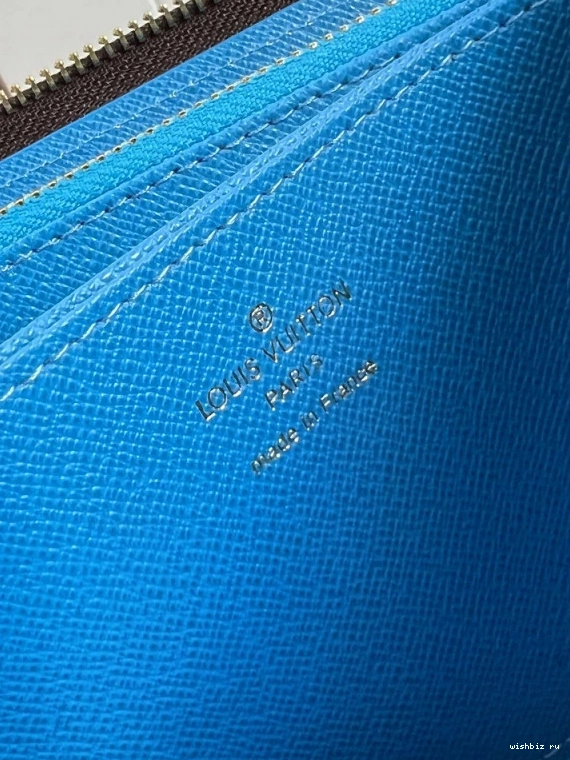 ®
LOUIS VUITTON
PARIS
made in France
wishbiz ru